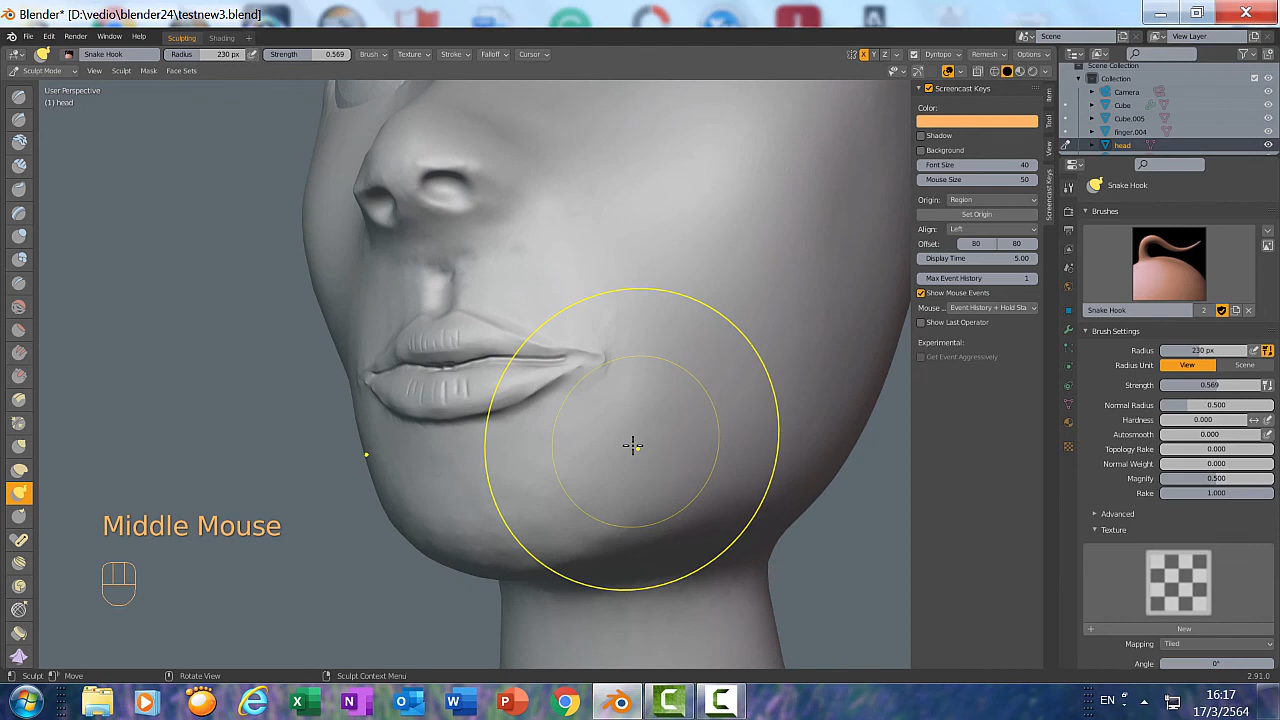 Blender* [D:\vedio\blender24\testnew3.blend]
File Edit Render Window Help Sculpting Shading + Scene View Layer
Snake Hook Radius 230 px Strength 0.569 Brush Texture Stroke Falloff Cursor X Y Z Dyntopo Remesh Options
Sculpt Mode View Sculpt Mask Face Sets
User Perspective
(1) head
Screencast Keys
Color:
Shadow
Background
Font Size 40
Mouse Size 50
Origin: Region
Set Origin
Align: Left
Offset: 80 80
Display Time 5.00
Max Event History 1
Show Mouse Events
Mouse .. Event History + Hold Sta
Show Last Operator
Experimental:
Get Event Aggressively
Item
Tool
View
Screencast Keys
Scene Collection
Collection
Camera
Cube
Cube.005
finger.004
head
Snake Hook
Brushes
Snake Hook 2
Brush Settings
Radius 230 px
Radius Unit View Scene
Strength 0.569
Normal Radius 0.500
Hardness 0.000
Autosmooth 0.000
Topology Rake 0.000
Normal Weight 0.000
Magnify 0.500
Rake 1.000
Advanced
Texture
New
Mapping Tiled
Angle 0°
Middle Mouse
Sculpt Move Rotate View Sculpt Context Menu 2.91.0
EN 16:17
17/3/2564